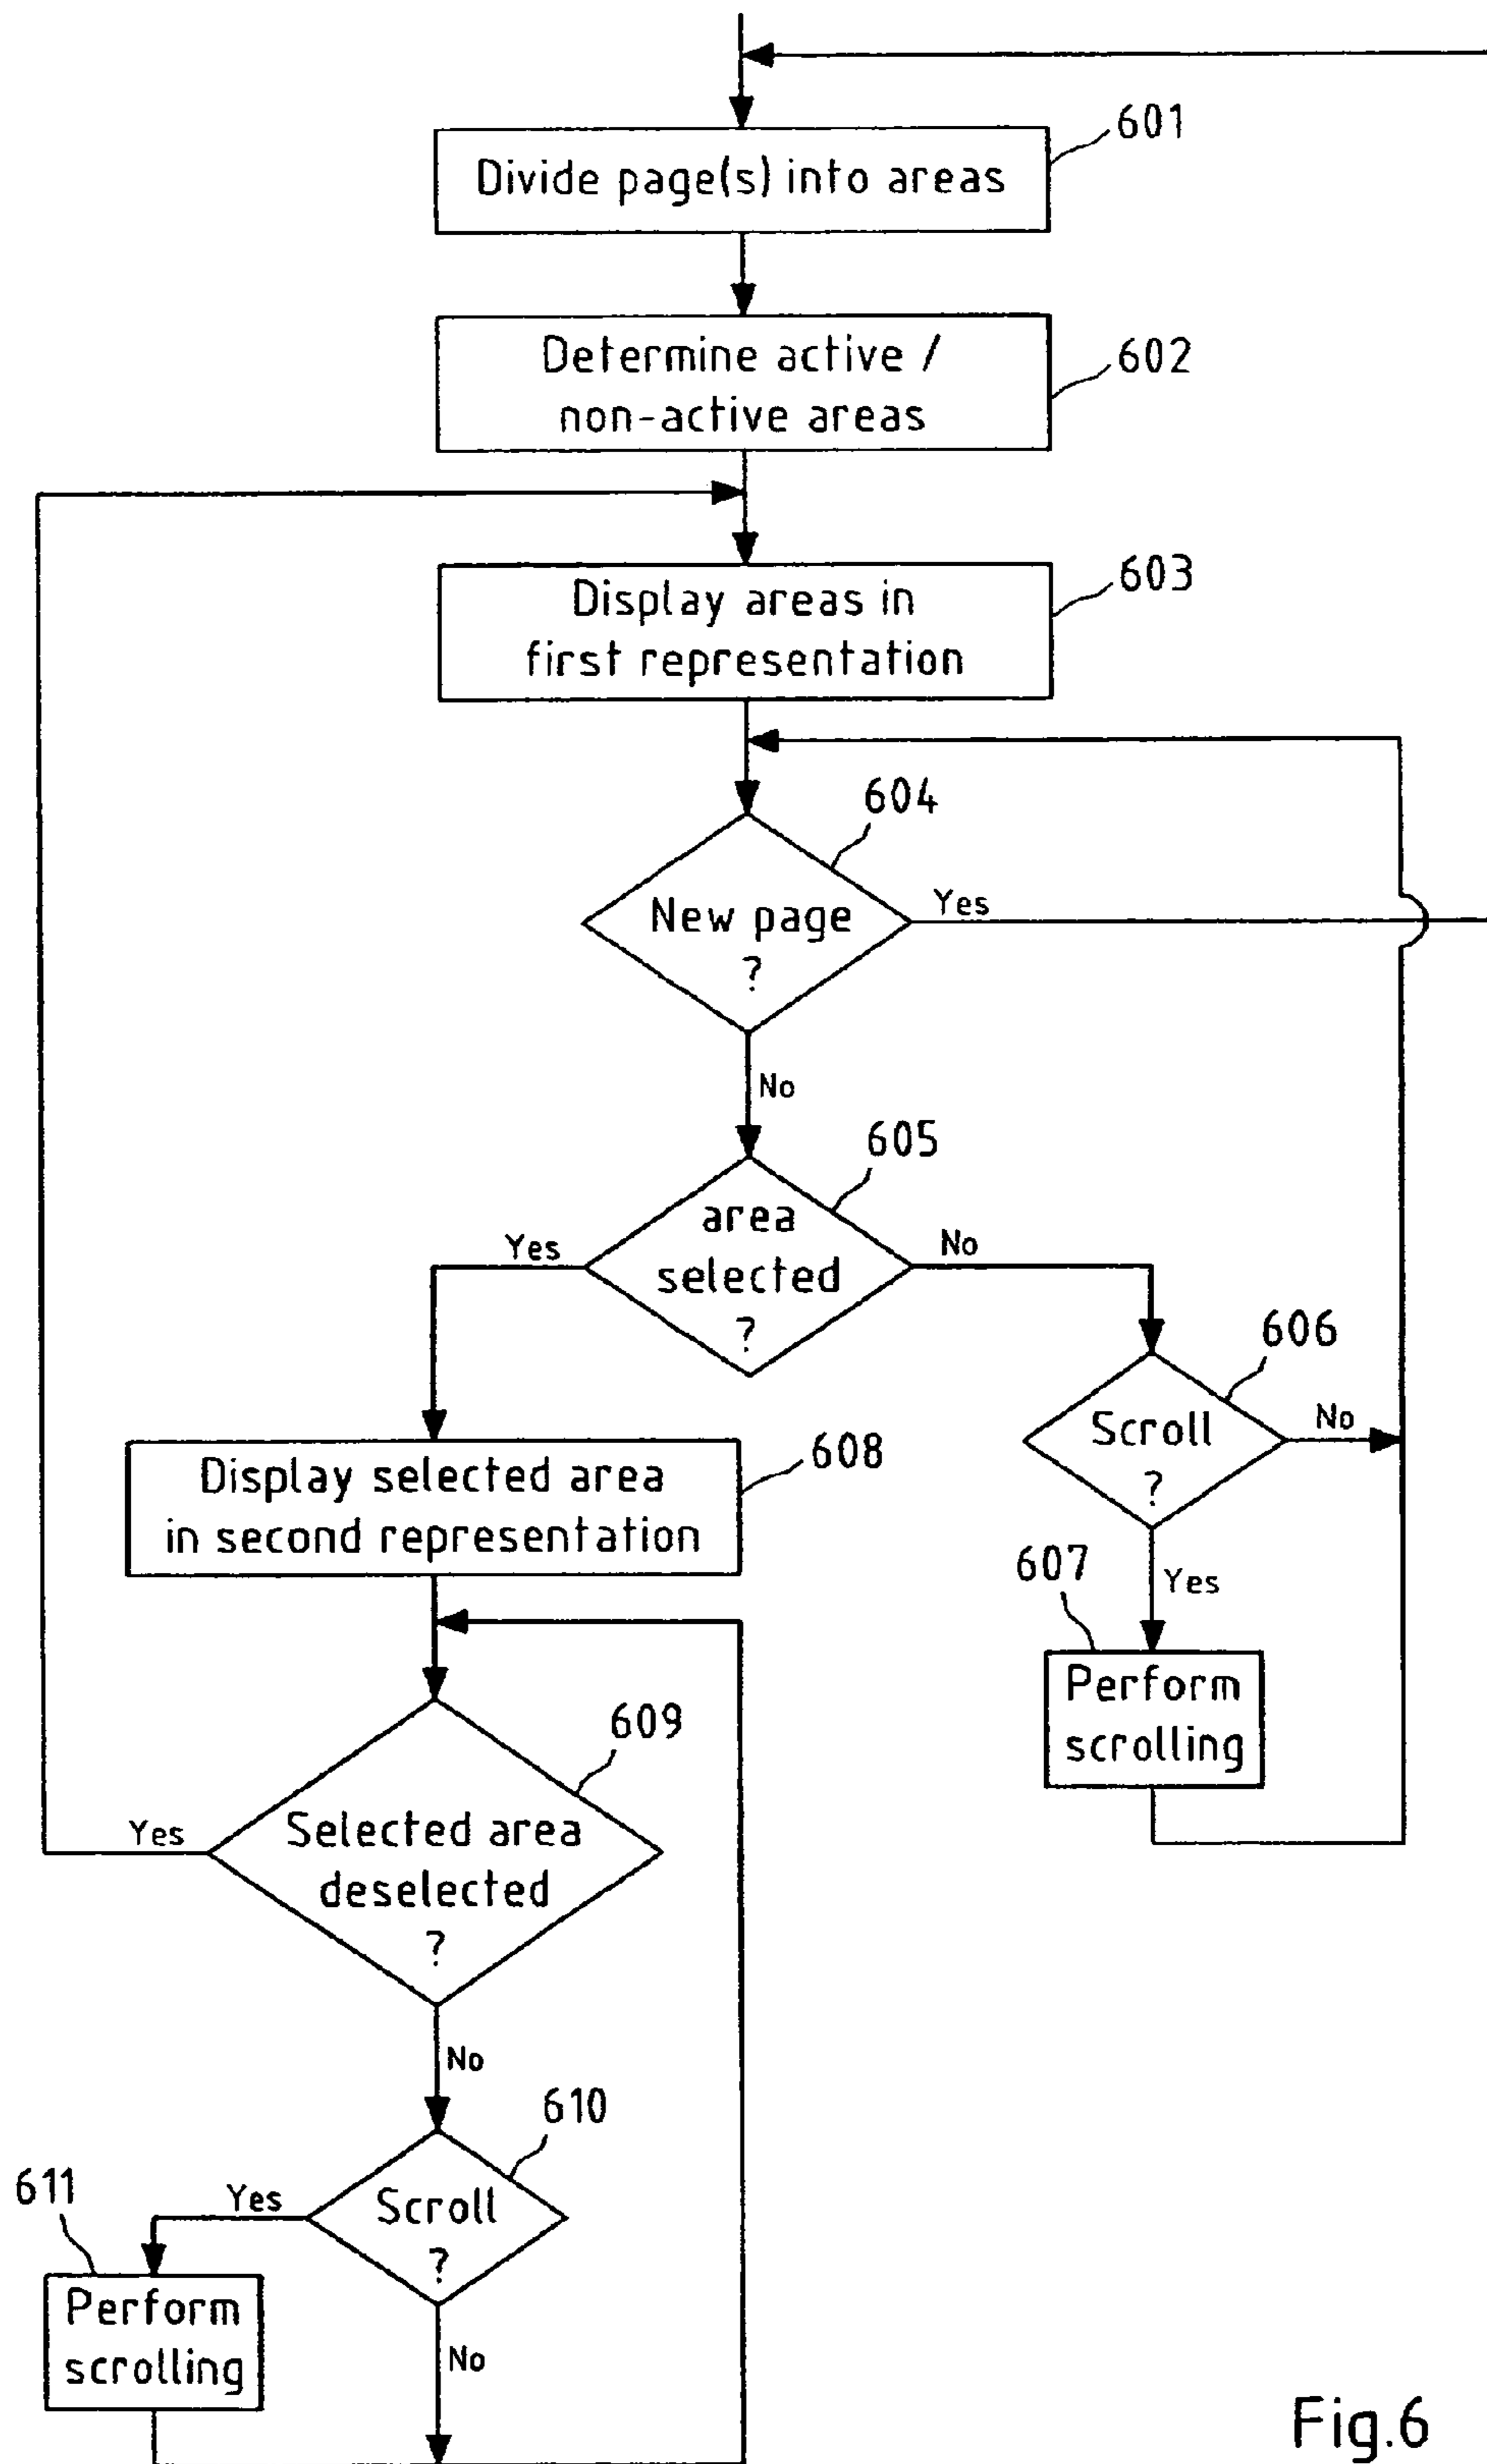 601
Divide page(s) into areas
Determine active /
non-active areas
602
603
Display areas in
first representation
604
New page
?
Yes
No
605
area
selected
?
Yes
No
606
Scroll
?
No
Yes
607
Perform
scrolling
608
Display selected area
in second representation
609
Selected area
deselected
?
Yes
No
610
Scroll
?
Yes
No
611
Perform
scrolling
Fig.6